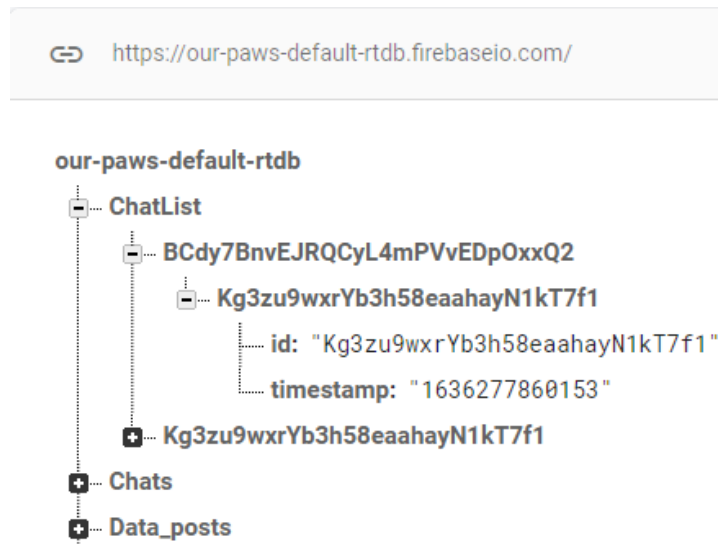 https://our-paws-default-rtdb.firebaseio.com/
our-paws-default-rtdb
ChatList
BCdy7BnvEJRQCyL4mPVvEDpOxxQ2
Kg3zu9wxrYb3h58eaahayN1kT7f1
id: "Kg3zu9wxrYb3h58eaahayN1kT7f1"
timestamp: "1636277860153"
Kg3zu9wxrYb3h58eaahayN1kT7f1
Chats
Data_posts